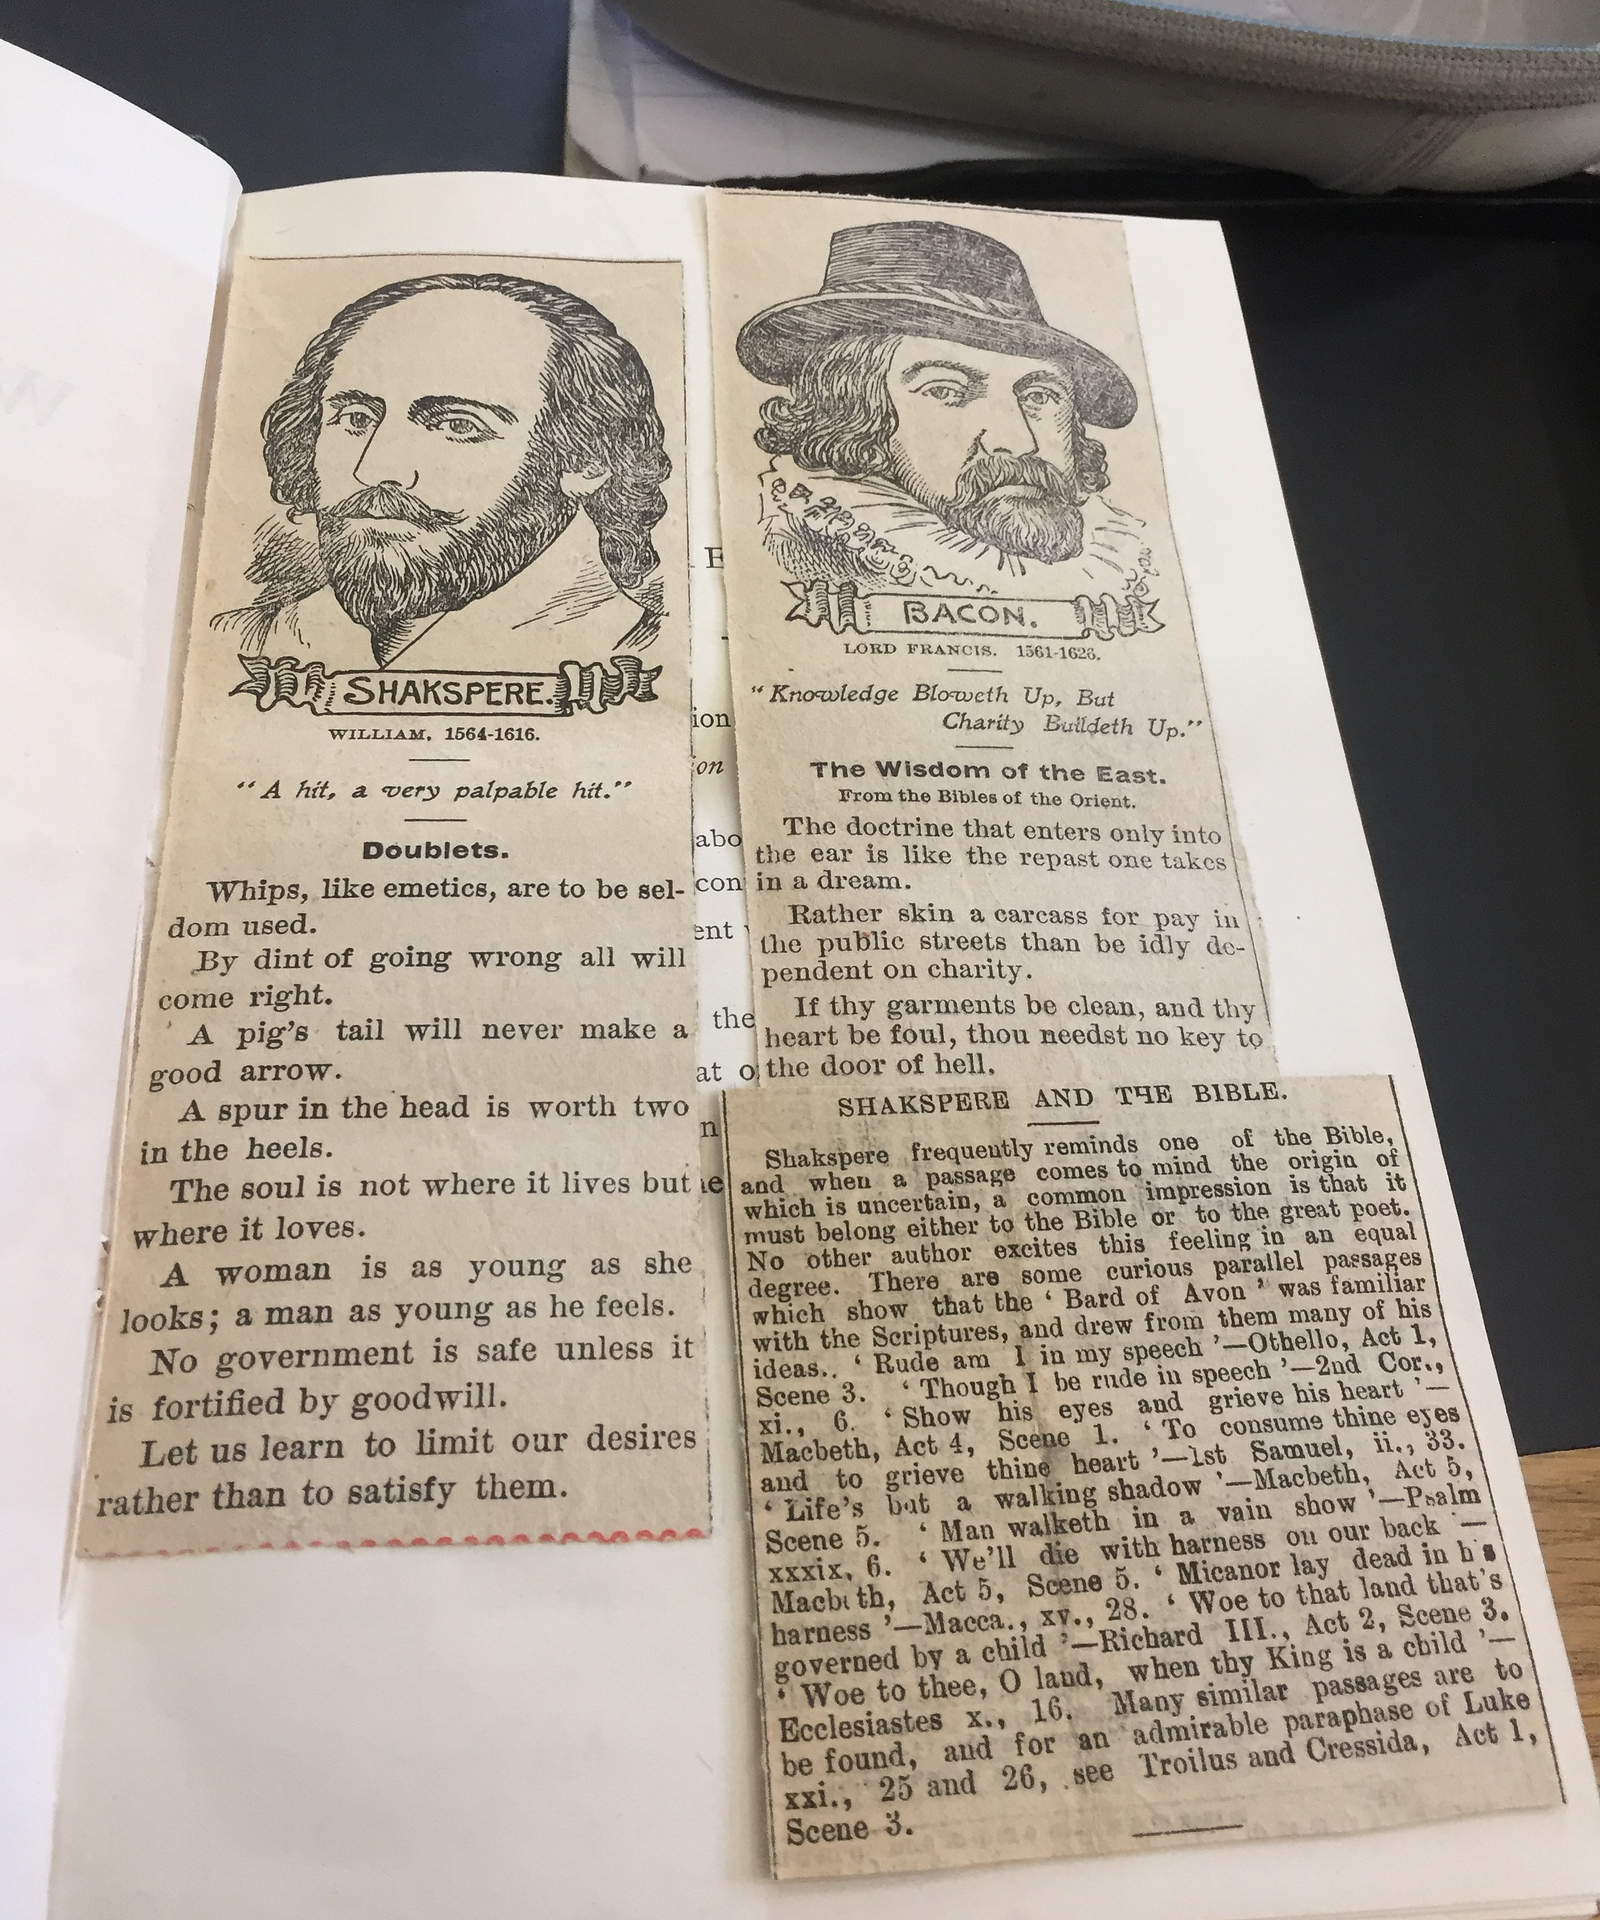 SHAKSPERE.
WILLIAM, 1564-1616.
"A hit, a very palpable hit."
Doublets.
Whips, like emetics, are to be sel-
dom used.
By dint of going wrong all will
come right.
A pig's tail will never make a
good arrow.
A spur in the head is worth two
in the heels.
The soul is not where it lives but
where it loves.
A woman is as young as she
looks; a man as young as he feels.
No government is safe unless it
is fortified by goodwill.
Let us learn to limit our desires
rather than to satisfy them.
E
ion
on
abo
con
ent
the
at o
n
e
BACON.
LORD FRANCIS. 1561-1626.
"Knowledge Bloweth Up, But
Charity Buildeth Up."
The Wisdom of the East.
From the Bibles of the Orient.
The doctrine that enters only into
the ear is like the repast one takes
in a dream.
Rather skin a carcass for pay in
the public streets than be idly de-
pendent on charity.
If thy garments be clean, and thy
heart be foul, thou needst no key to
the door of hell.
SHAKSPERE AND THE BIBLE.
Shakspere frequently reminds one of the Bible,
and when a passage comes to mind the origin of
which is uncertain, a common impression is that it
must belong either to the Bible or to the great poet.
No other author excites this feeling in an equal
degree. There are some curious parallel passages
which show that the ' Bard of Avon ' was familiar
with the Scriptures, and drew from them many of his
ideas.. ' Rude am I in my speech '—Othello, Act 1,
Scene 3. ' Though I be rude in speech '—2nd Cor.,
xi., 6. ' Show his eyes and grieve his heart '—
Macbeth, Act 4, Scene 1. ' To consume thine eyes
and to grieve thine heart '—1st Samuel, ii., 33.
' Life's but a walking shadow '—Macbeth, Act 5,
Scene 5. ' Man walketh in a vain show '—Psalm
xxxix, 6. ' We'll die with harness on our back '—
Macbeth, Act 5, Scene 5. ' Micanor lay dead in his
harness '—Macca., xv., 28. ' Woe to that land that's
governed by a child '—Richard III., Act 2, Scene 3.
' Woe to thee, O land, when thy King is a child '—
Ecclesiastes x., 16. Many similar passages are to
be found, and for an admirable paraphase of Luke
xxi., 25 and 26, see Troilus and Cressida, Act 1,
Scene 3.